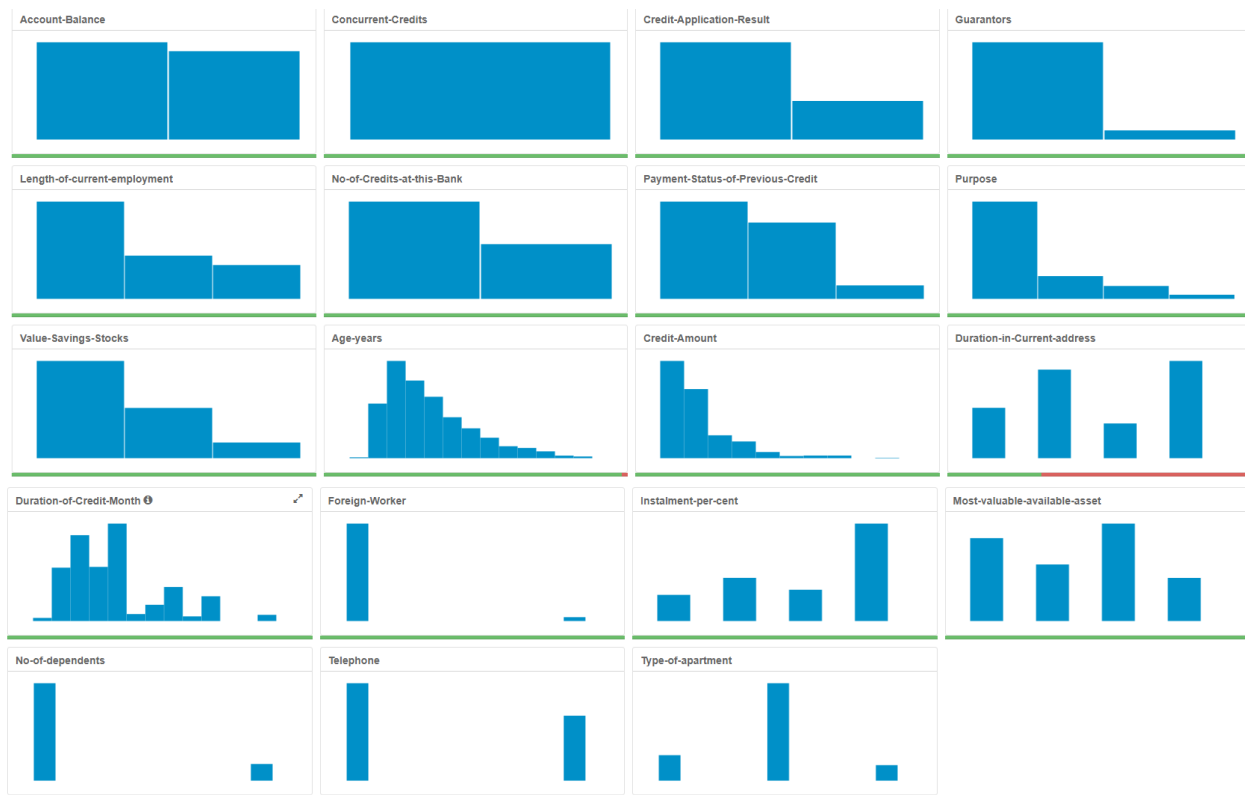 Account-Balance
Concurrent-Credits
Credit-Application-Result
Guarantors
Length-of-current-employment
No-of-Credits-at-this-Bank
Payment-Status-of-Previous-Credit
Purpose
Value-Savings-Stocks
Age-years
Credit-Amount
Duration-in-Current-address
Duration-of-Credit-Month
Foreign-Worker
Instalment-per-cent
Most-valuable-available-asset
No-of-dependents
Telephone
Type-of-apartment